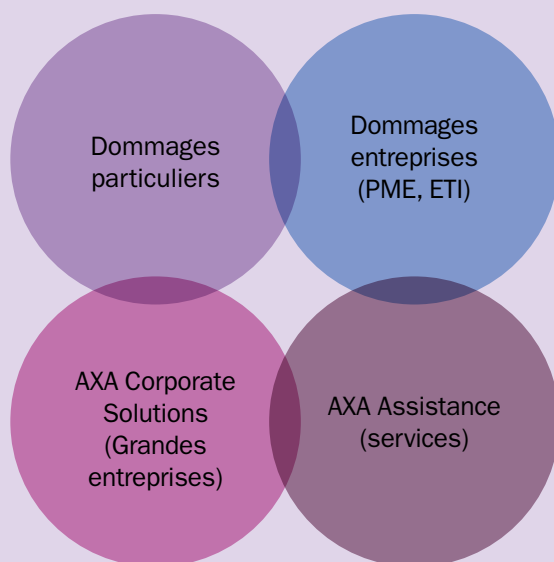 Dommages
particuliers
Dommages
entreprises
(PME, ETI)
AXA Corporate
Solutions
(Grandes
entreprises)
AXA Assistance
(services)